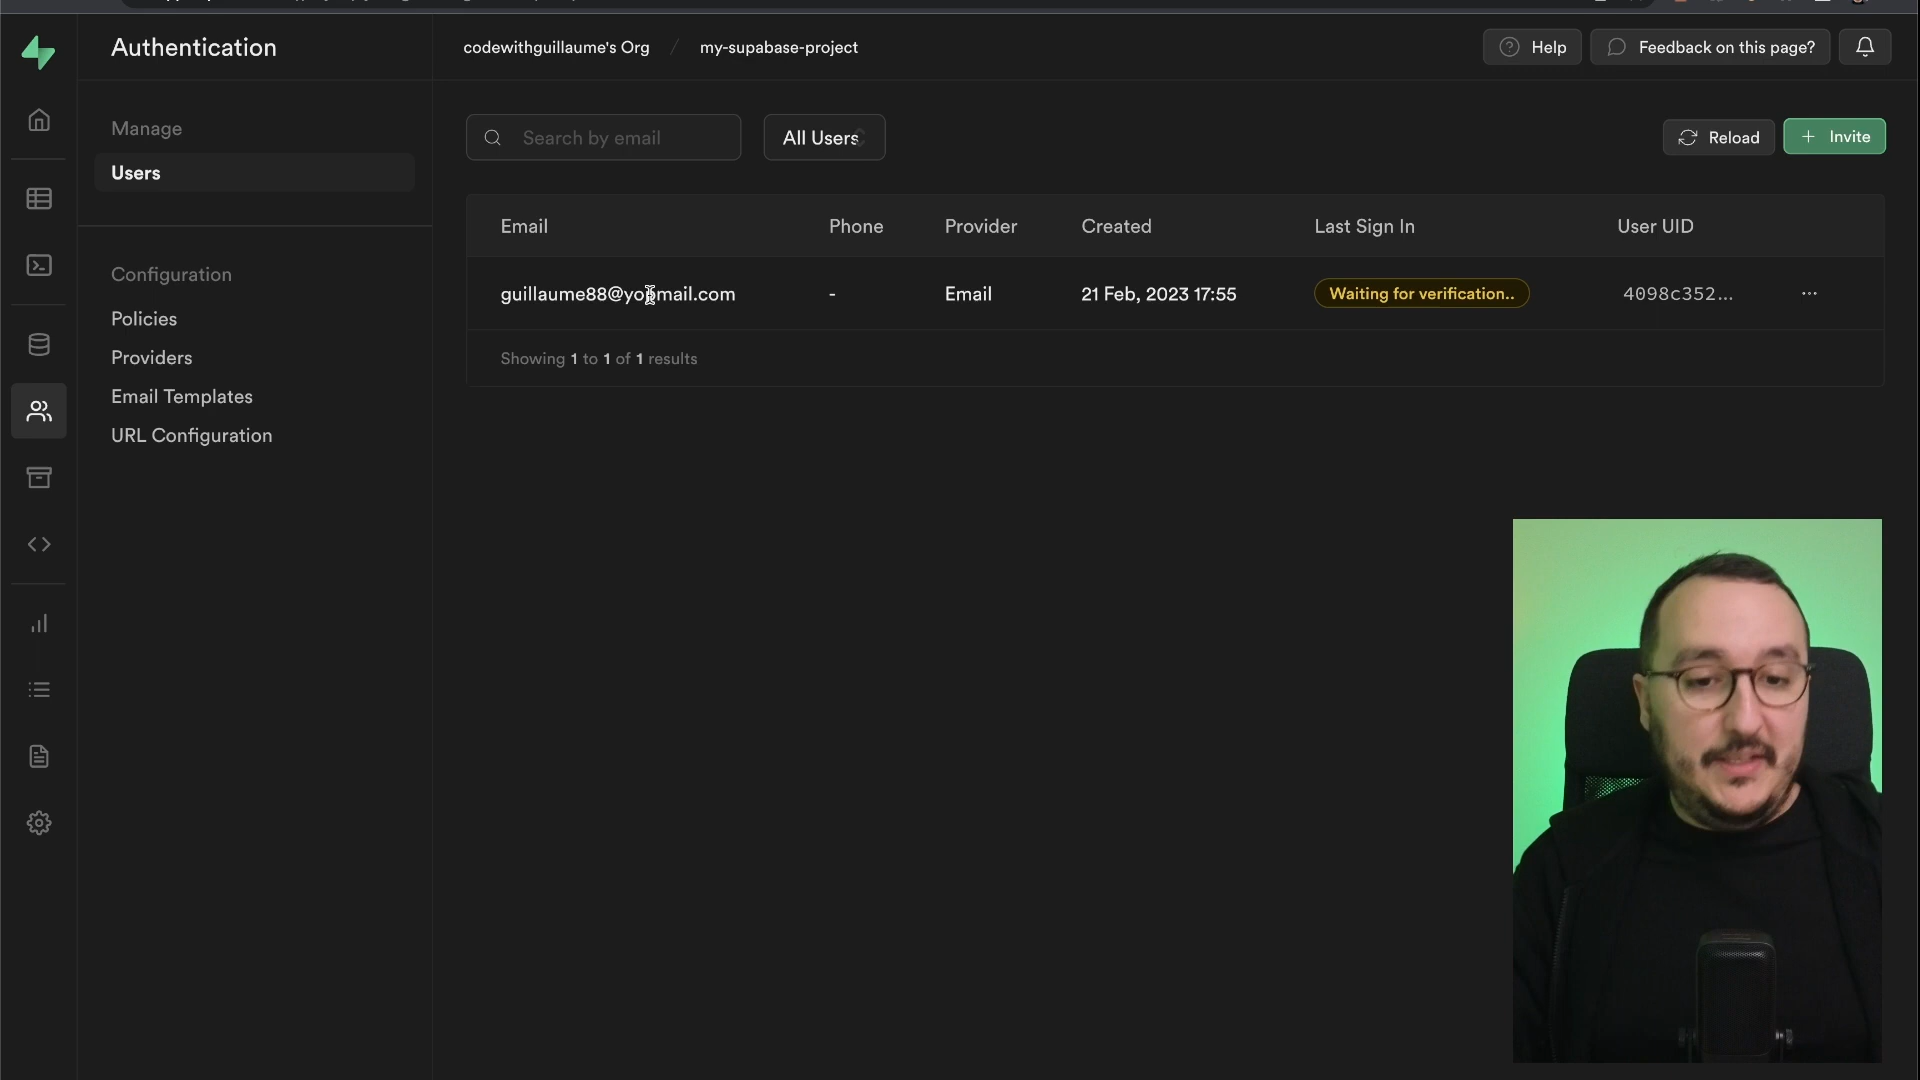 Authentication
codewithguillaume's Org / my-supabase-project
Help
Feedback on this page?
Manage
Users
Search by email
All Users
Reload
+ Invite
Configuration
Policies
Providers
Email Templates
URL Configuration
Email Phone Provider Created Last Sign In User UID
guillaume88@yopmail.com - Email 21 Feb, 2023 17:55 Waiting for verification.. 4098c352... ...
Showing 1 to 1 of 1 results